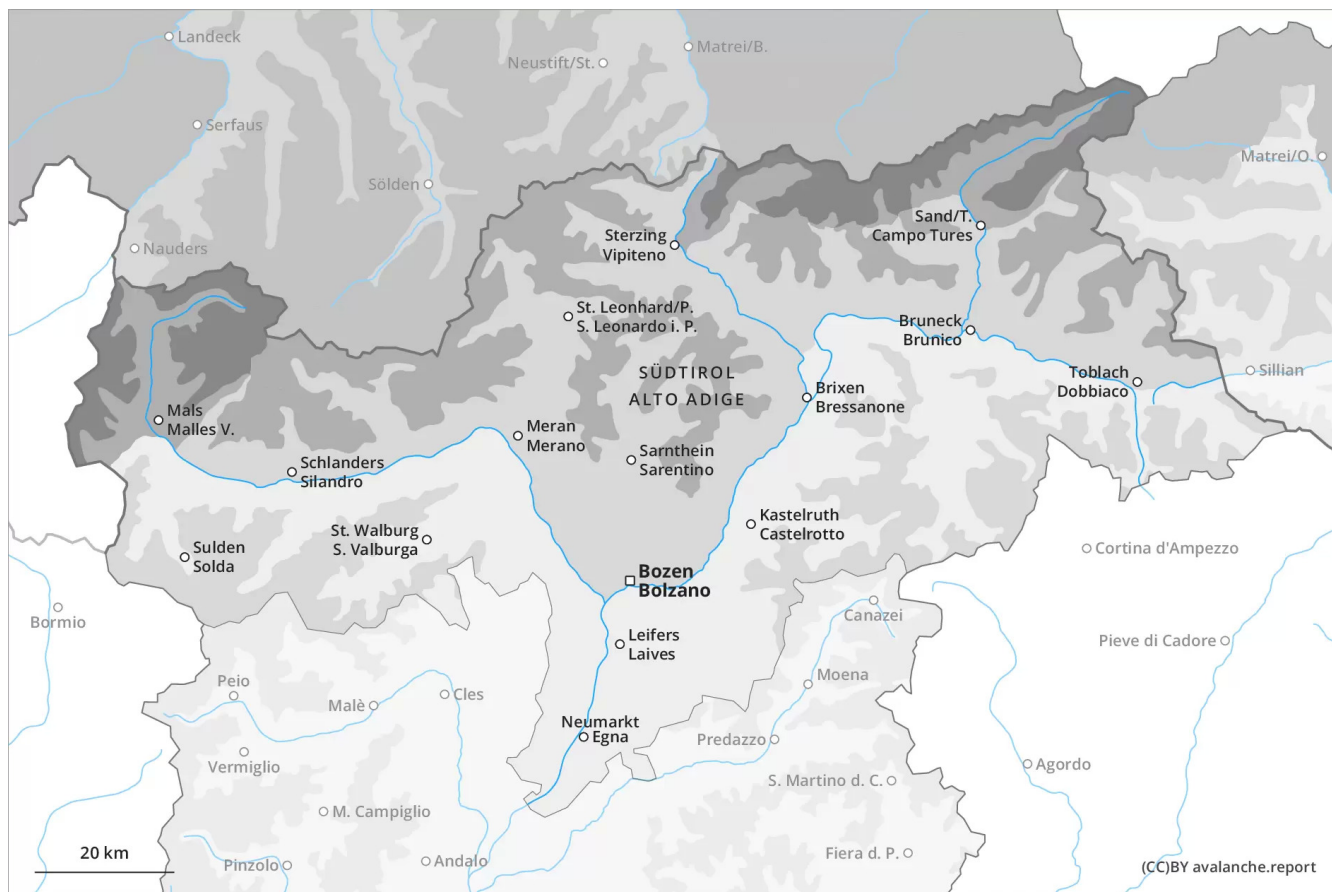 Landeck
Matrei/B.
Neustift/St.
Serfaus
Matrei/O.
Sölden
Sand/T.
Campo Tures
Sterzing
Vipiteno
Nauders
St. Leonhard/P.
S. Leonardo i. P.
Bruneck
Brunico
SÜDTIROL
ALTO ADIGE
Toblach
Dobbiaco
Sillian
Brixen
Bressanone
Mals
Malles V.
Meran
Merano
Sarnthein
Sarentino
Schlanders
Silandro
Kastelruth
Castelrotto
St. Walburg
S. Valburga
Sulden
Solda
Cortina d'Ampezzo
Bozen
Bolzano
Bormio
Canazei
Leifers
Laives
Pieve di Cadore
Peio
Moena
Malè
Cles
Neumarkt
Egna
Predazzo
Vermiglio
Agordo
S. Martino d. C.
M. Campiglio
20 km
Pinzolo
Andalo
Fiera d. P.
(CC)BY avalanche.report